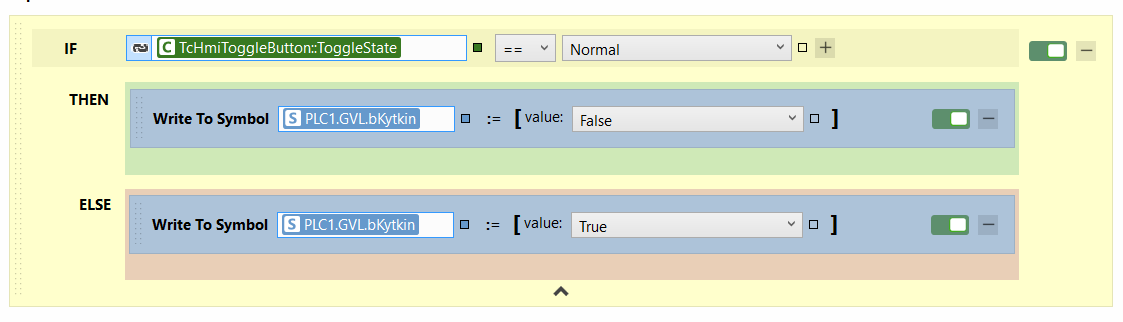 IF C TcHmiToggleButton::ToggleState == Normal +
THEN
Write To Symbol S PLC1.GVL.bKytkin := [ value: False ]
ELSE
Write To Symbol S PLC1.GVL.bKytkin := [ value: True ]